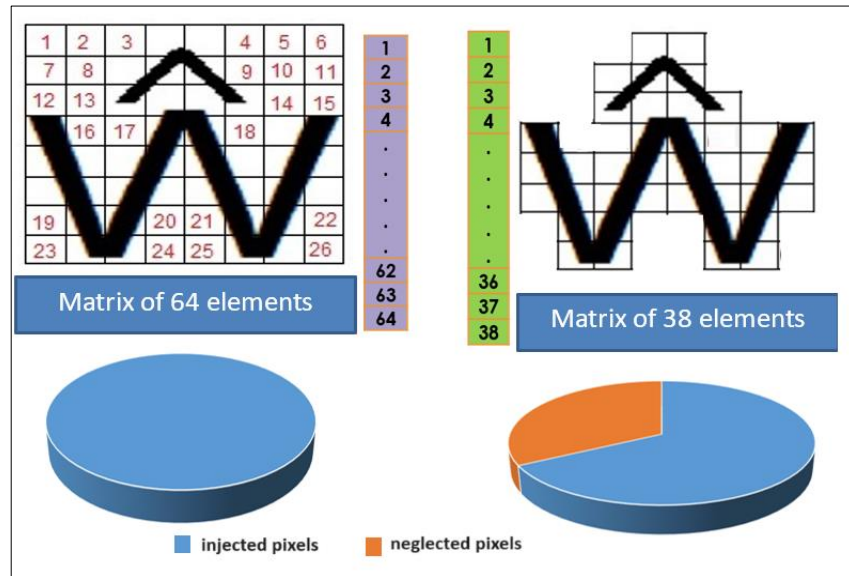 1 2 3 4 5 6
7 8 9 10 11
12 13 14 15
16 17 18
19 20 21 22
23 24 25 26
1
2
3
4
.
.
.
.
.
62
63
64
Matrix of 64 elements
1
2
3
4
.
.
.
.
.
36
37
38
Ŵ
Matrix of 38 elements
injected pixels
neglected pixels